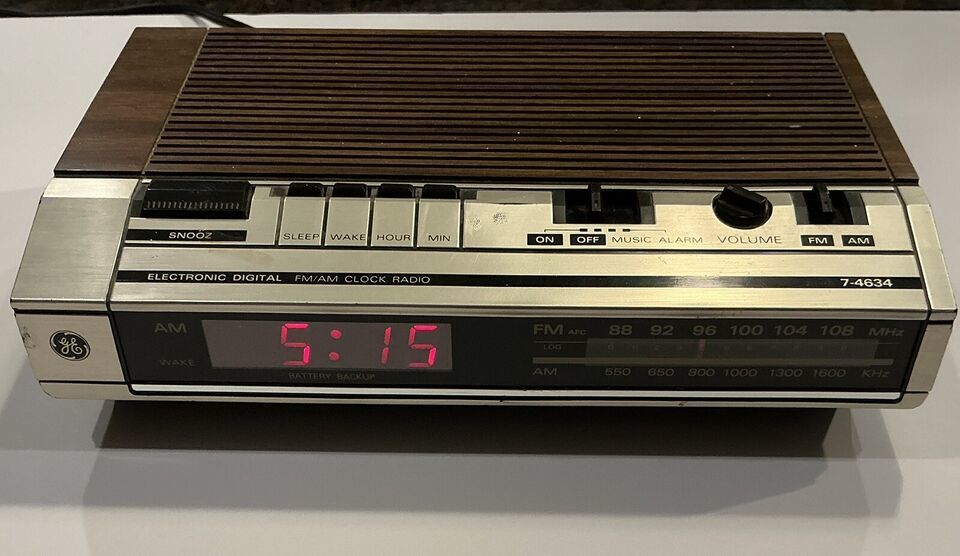 SNOOZ
SLEEP WAKE HOUR MIN
ON OFF MUSIC ALARM VOLUME FM AM
ELECTRONIC DIGITAL FM/AM CLOCK RADIO 7-4634
GE
AM
WAKE
5:15
BATTERY BACKUP
FM AFC 88 92 96 100 104 108 MHz
LOG
AM 550 650 800 1000 1300 1600 KHz